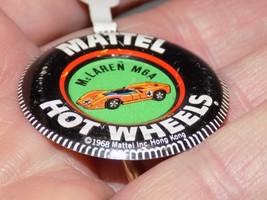 MATTEL
McLAREN M6A
HOT WHEELS
©1968 Mattel Inc. Hong Kong